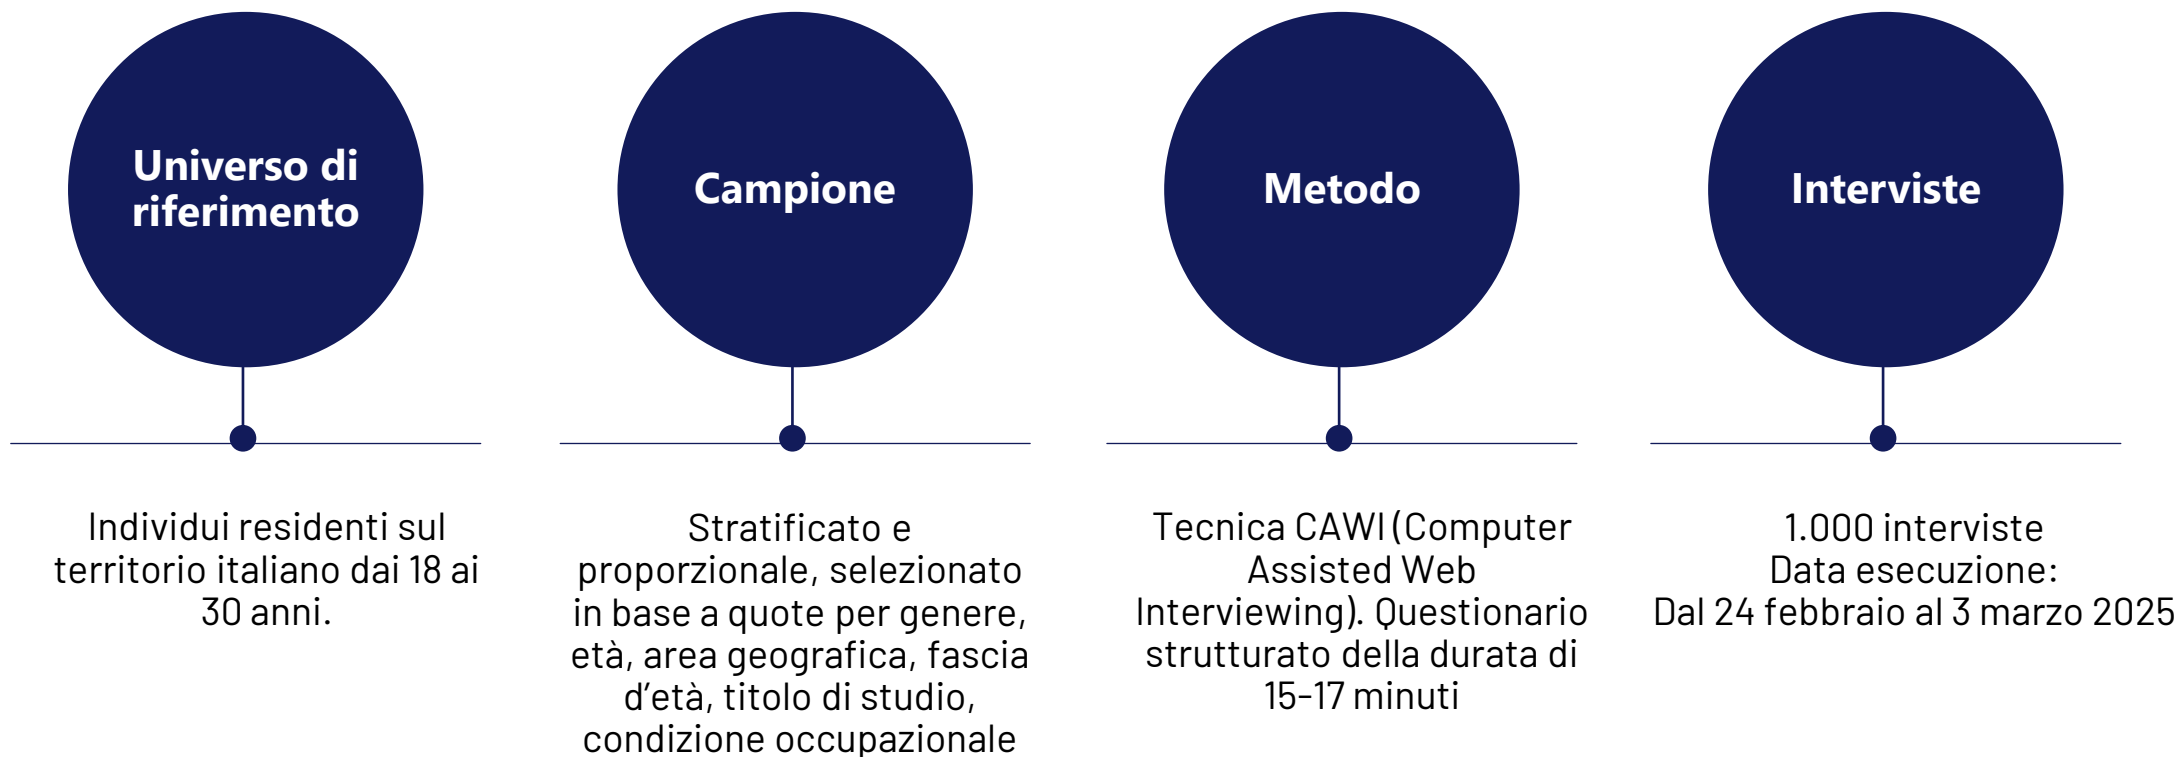 Universo di
riferimento
Campione
Metodo
Interviste
Individui residenti sul
territorio italiano dai 18 ai
30 anni.
Stratificato e
proporzionale, selezionato
in base a quote per genere,
età, area geografica, fascia
d’età, titolo di studio,
condizione occupazionale
Tecnica CAWI (Computer
Assisted Web
Interviewing). Questionario
strutturato della durata di
15-17 minuti
1.000 interviste
Data esecuzione:
Dal 24 febbraio al 3 marzo 2025